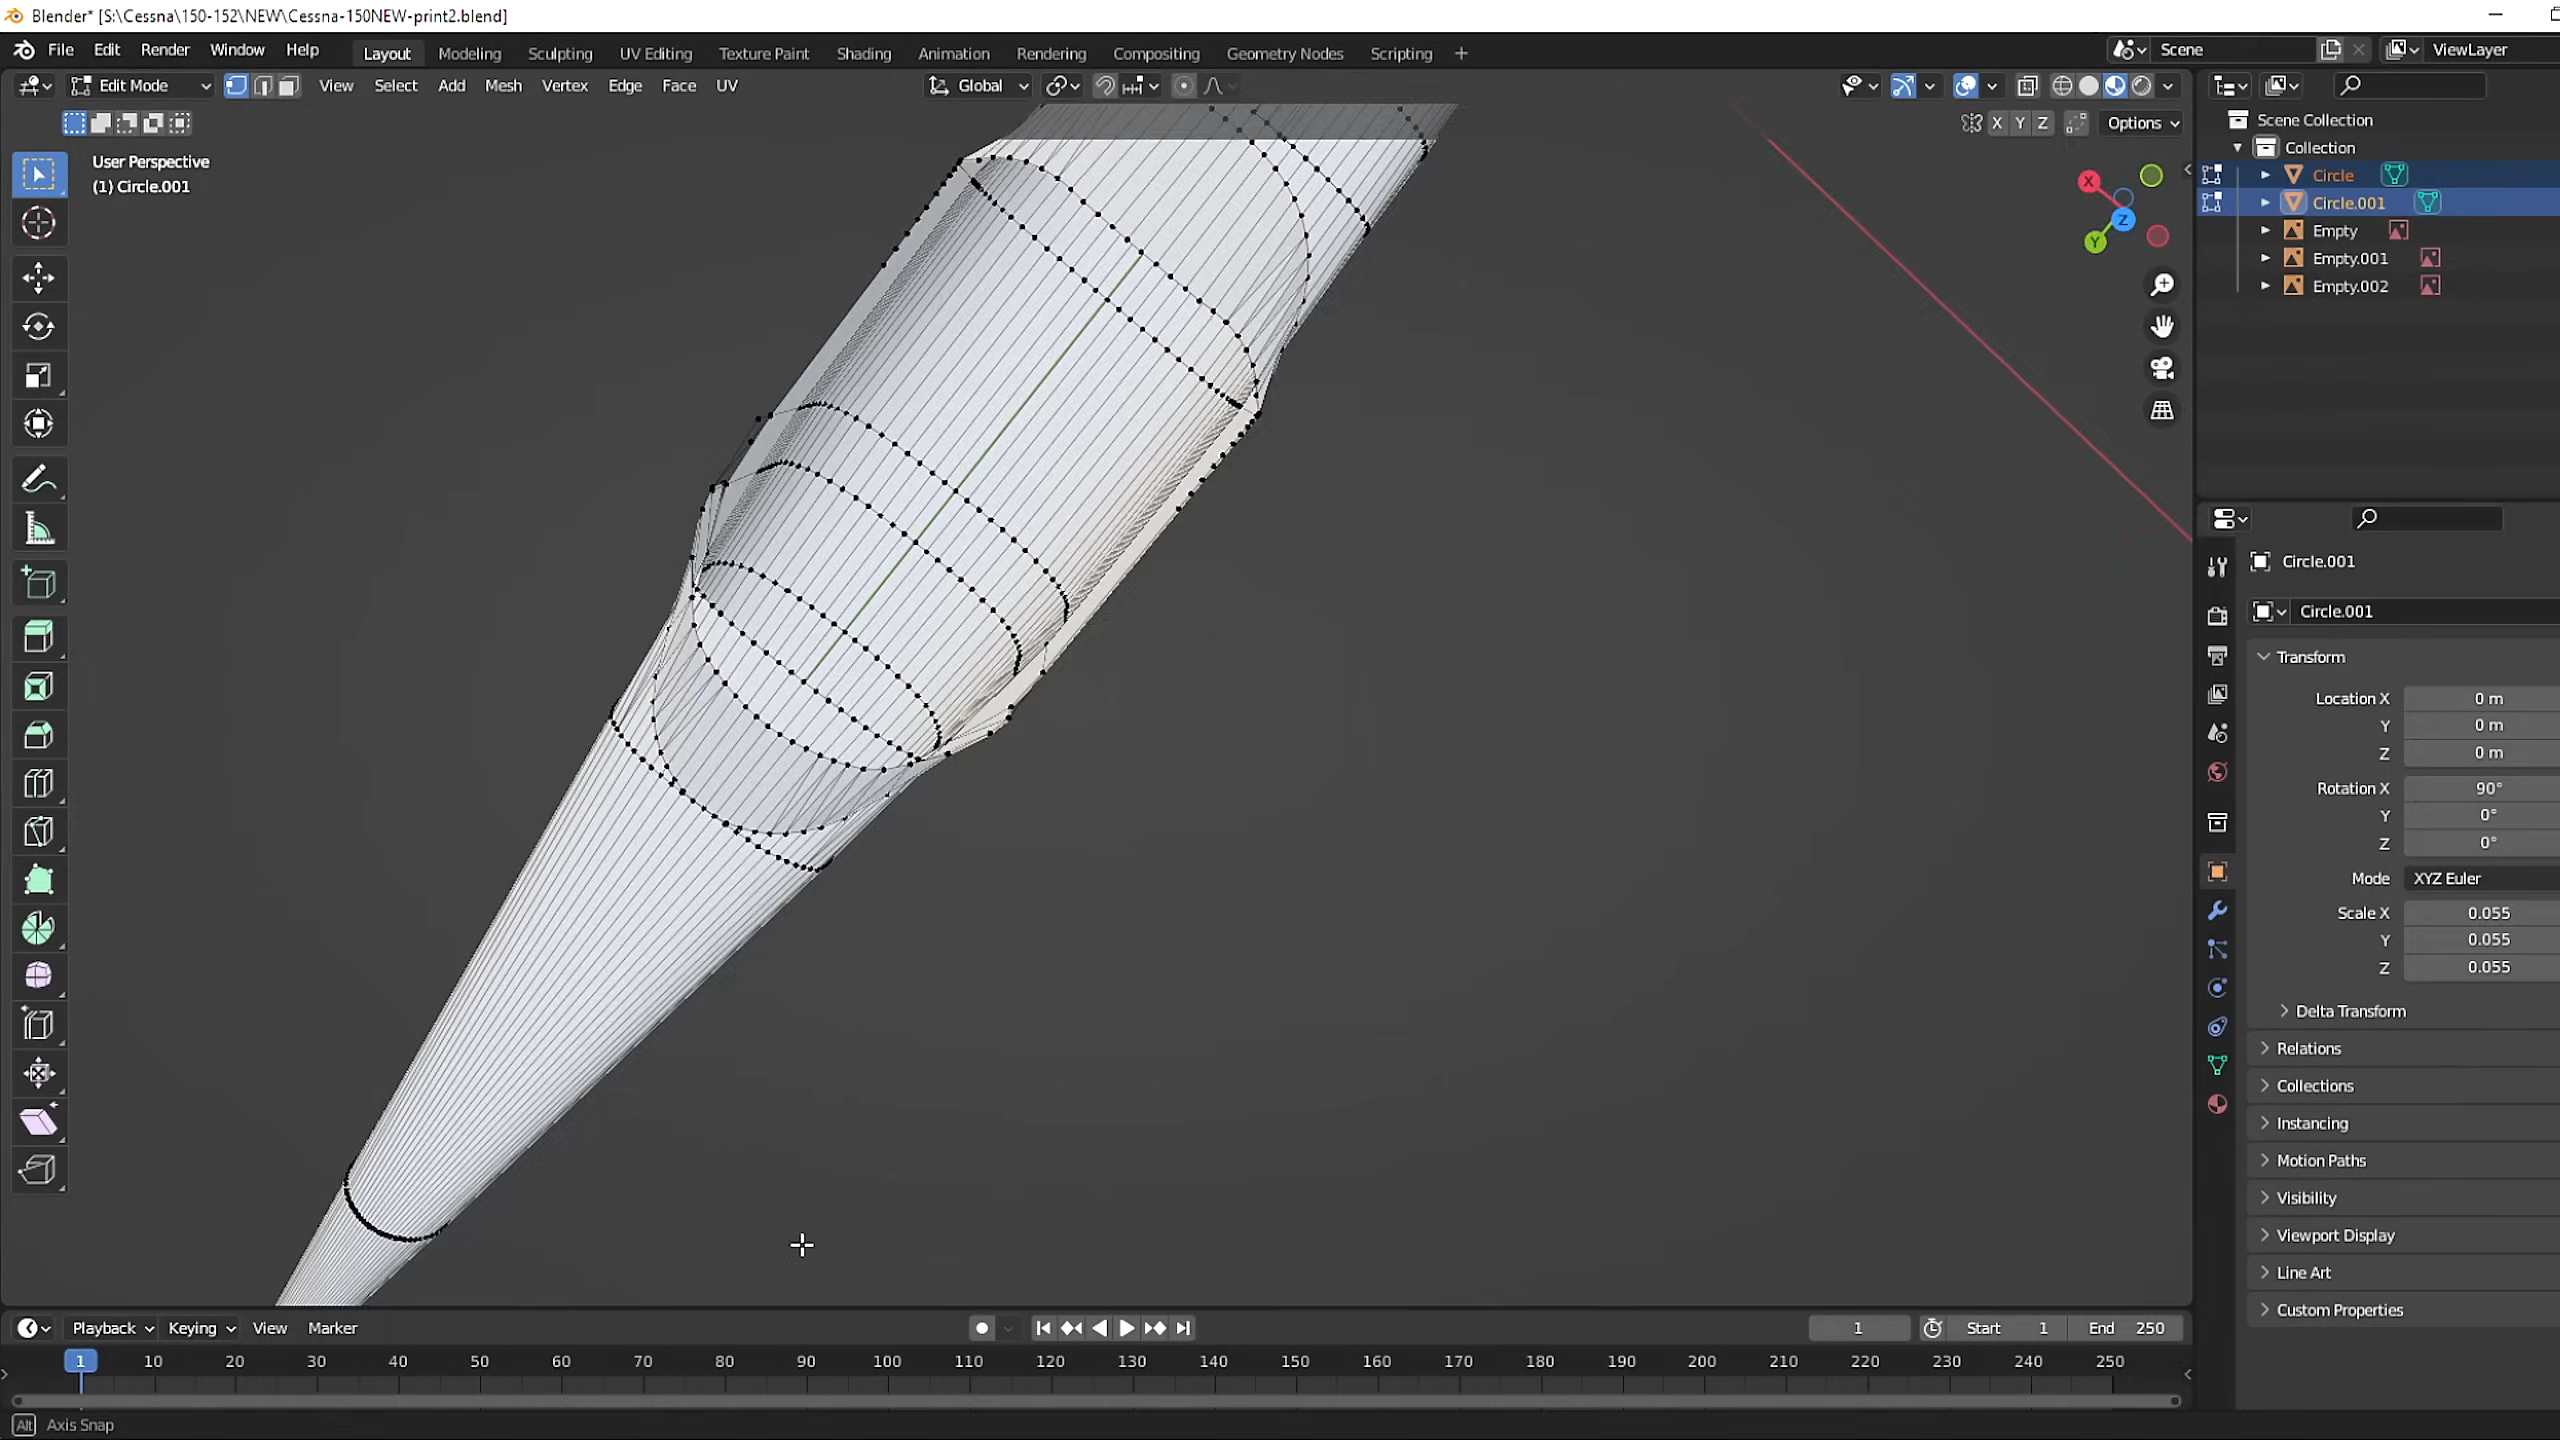 Blender* [S:\Cessna\150-152\NEW\Cessna-150NEW-print2.blend]
File Edit Render Window Help Layout Modeling Sculpting UV Editing Texture Paint Shading Animation Rendering Compositing Geometry Nodes Scripting + Scene ViewLayer
Edit Mode View Select Add Mesh Vertex Edge Face UV Global
X Y Z Options
User Perspective
(1) Circle.001
X
Z
Y
Scene Collection
Collection
Circle
Circle.001
Empty
Empty.001
Empty.002
Circle.001
Circle.001
Transform
Location X 0 m
Y 0 m
Z 0 m
Rotation X 90°
Y 0°
Z 0°
Mode XYZ Euler
Scale X 0.055
Y 0.055
Z 0.055
Delta Transform
Relations
Collections
Instancing
Motion Paths
Visibility
Viewport Display
Line Art
Custom Properties
Playback Keying View Marker 1 Start 1 End 250
1 10 20 30 40 50 60 70 80 90 100 110 120 130 140 150 160 170 180 190 200 210 220 230 240 250
Alt Axis Snap